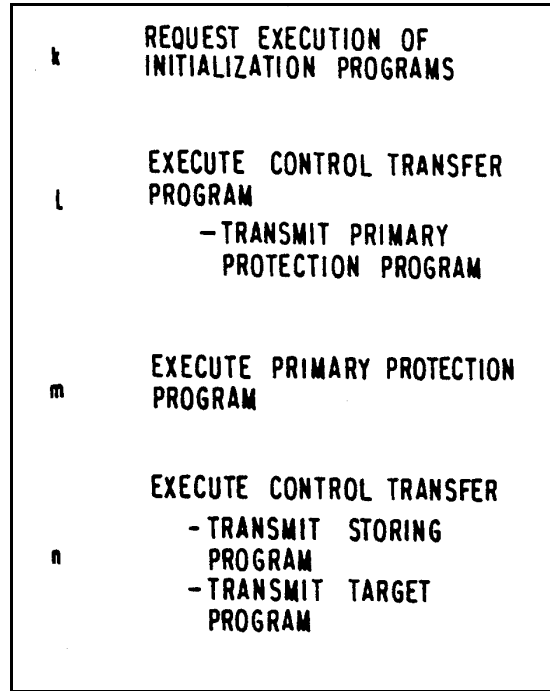 k REQUEST EXECUTION OF
INITIALIZATION PROGRAMS
l EXECUTE CONTROL TRANSFER
PROGRAM
–TRANSMIT PRIMARY
PROTECTION PROGRAM
m EXECUTE PRIMARY PROTECTION
PROGRAM
EXECUTE CONTROL TRANSFER
–TRANSMIT STORING
n PROGRAM
–TRANSMIT TARGET
PROGRAM